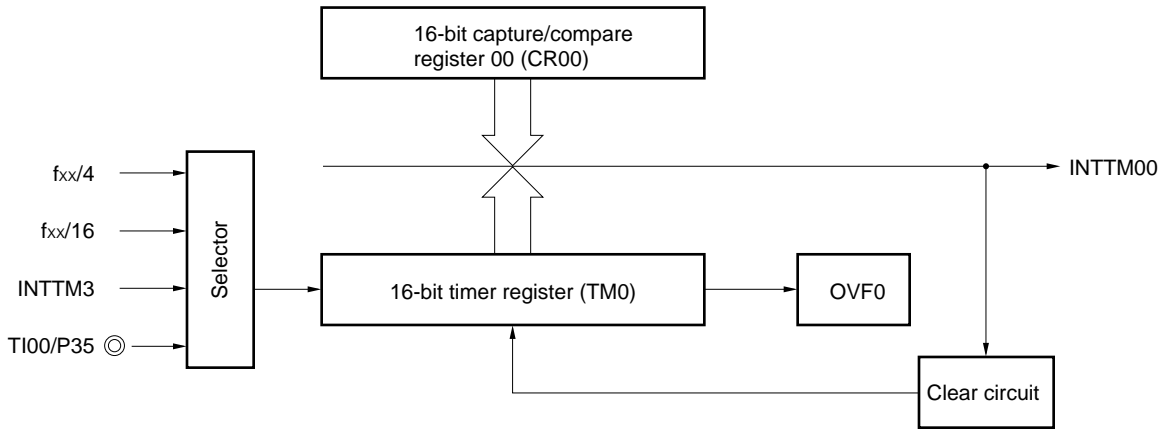 16-bit capture/compare
register 00 (CR00)
fxx/4
fxx/16
INTTM3
TI00/P35
Selector
16-bit timer register (TM0)
OVF0
INTTM00
Clear circuit